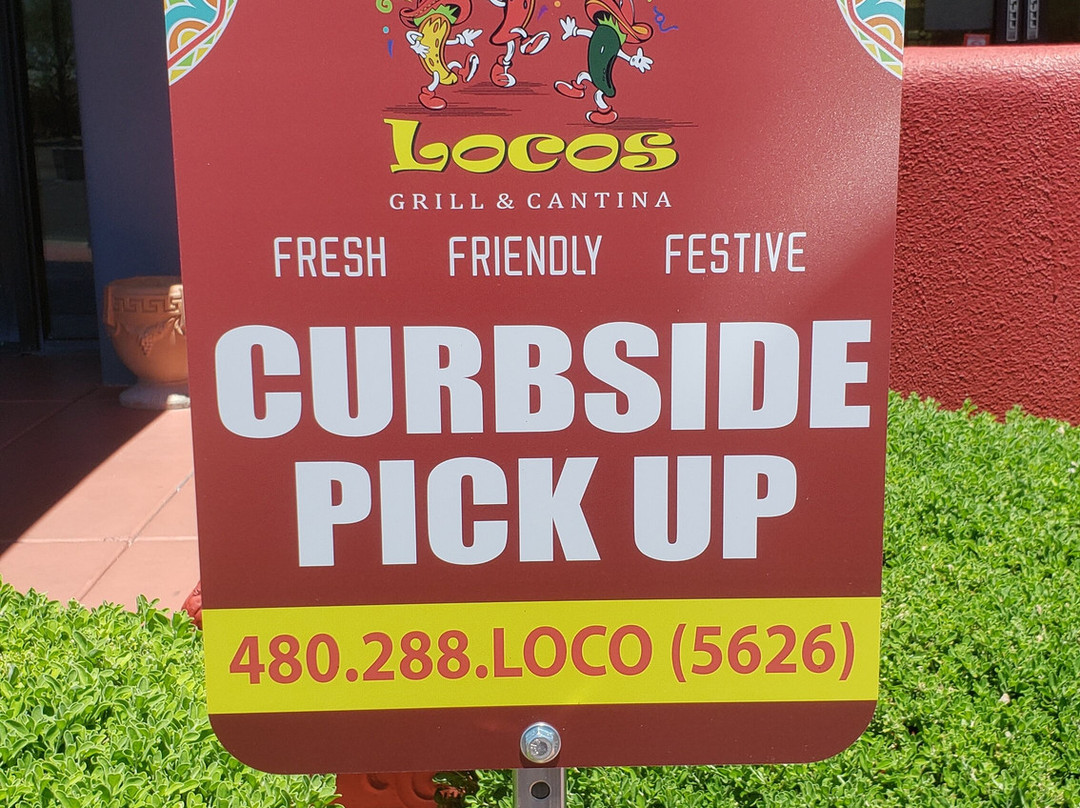 LOCOS
GRILL & CANTINA
FRESH FRIENDLY FESTIVE
CURBSIDE
PICK UP
480.288.LOCO (5626)